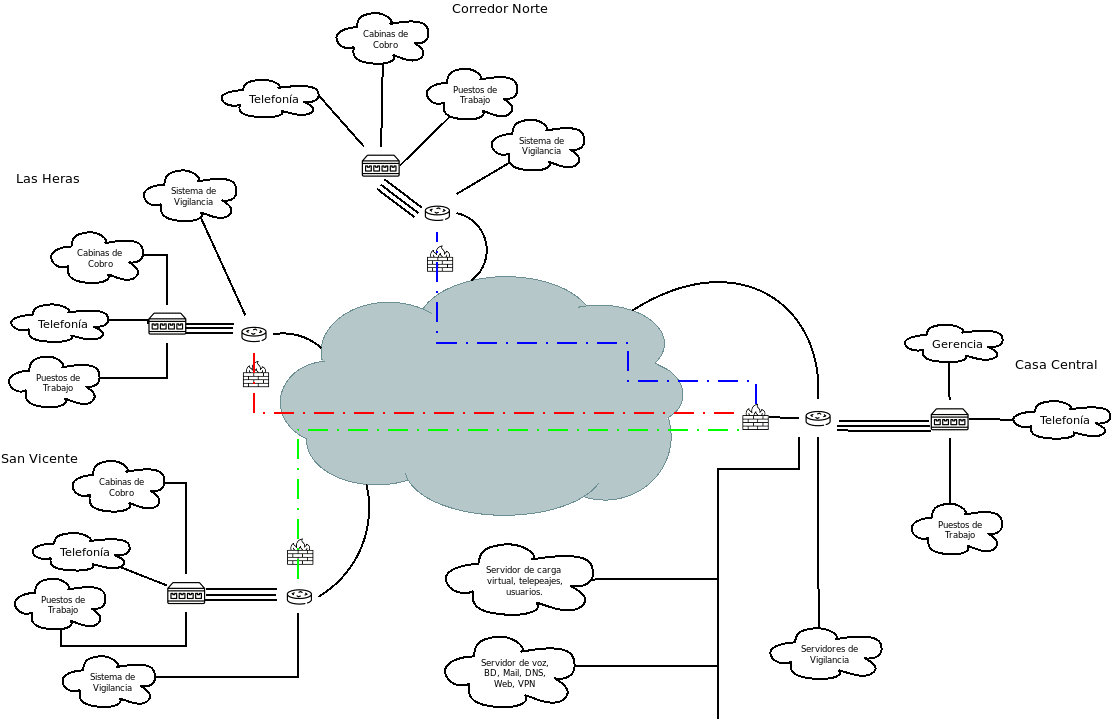 Corredor Norte
Cabinas de
Cobro
Telefonía
Puestos de
Trabajo
Sistema de
Vigilancia
Las Heras
Sistema de
Vigilancia
Cabinas de
Cobro
Telefonía
Puestos de
Trabajo
Gerencia
Casa Central
Telefonía
Puestos de
Trabajo
San Vicente
Cabinas de
Cobro
Telefonía
Puestos de
Trabajo
Sistema de
Vigilancia
Servidor de carga
virtual, telepeajes,
usuarios.
Servidor de voz,
BD, Mail, DNS,
Web, VPN
Servidores de
Vigilancia